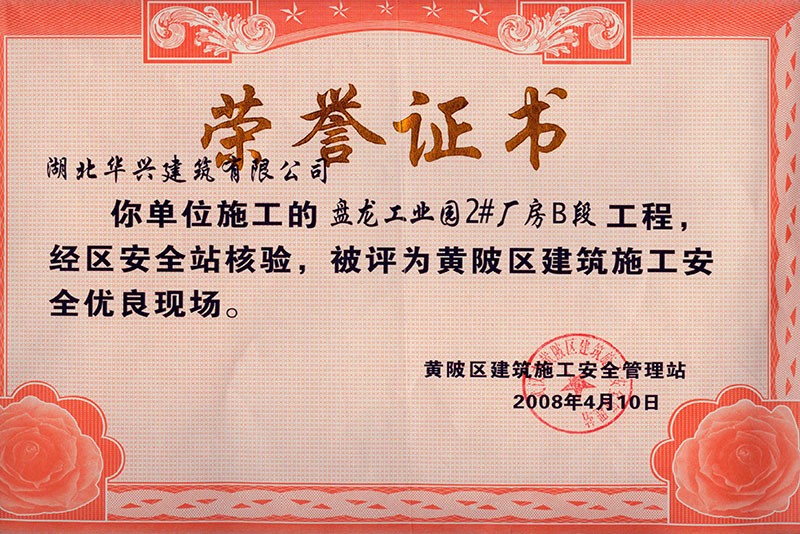 荣誉证书
湖北华兴建筑有限公司
你单位施工的盘龙工业园2#厂房B段工程，
经区安全站核验，被评为黄陂区建筑施工安
全优良现场。
黄陂区建筑施工安全管理站
2008年4月10日